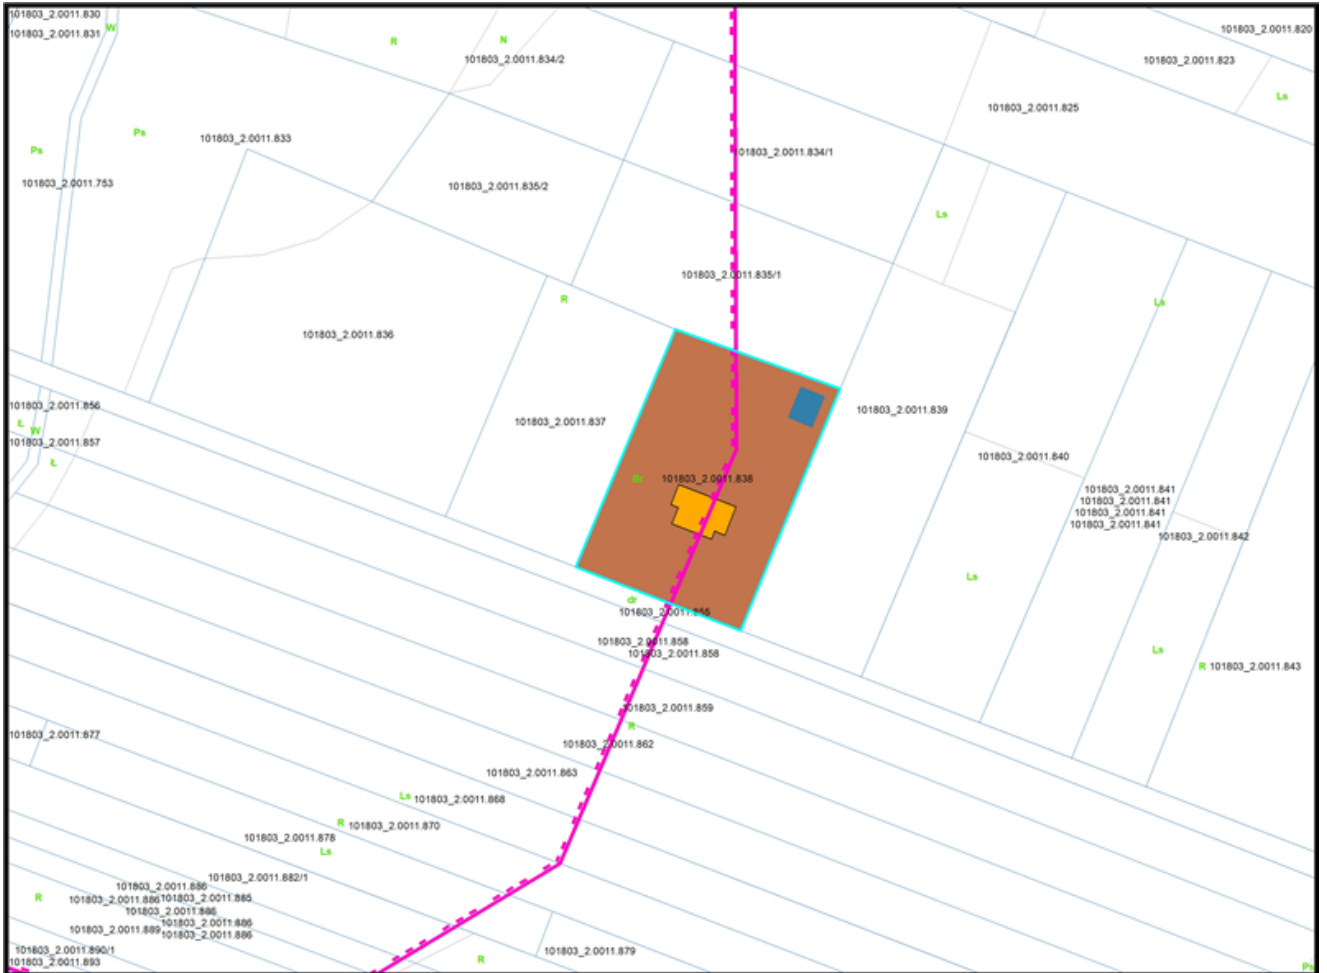 101803_2.0011.830
101803_2.0011.831
W
R
N
101803_2.0011.834/2
101803_2.0011.820
101803_2.0011.823
Ls
101803_2.0011.825
Ps
101803_2.0011.833
Ps
101803_2.0011.834/1
101803_2.0011.753
101803_2.0011.835/2
Ls
101803_2.0011.835/1
R
Ls
101803_2.0011.836
101803_2.0011.856
101803_2.0011.839
101803_2.0011.837
Ł
W
101803_2.0011.857
Ł
101803_2.0011.840
Br
101803_2.0011.838
101803_2.0011.841
101803_2.0011.841
101803_2.0011.841
101803_2.0011.841
101803_2.0011.842
Ls
dr
101803_2.0011.855
101803_2.0011.858
101803_2.0011.858
Ls
R
101803_2.0011.843
101803_2.0011.859
R
101803_2.0011.877
101803_2.0011.862
101803_2.0011.863
Ls
101803_2.0011.868
R
101803_2.0011.870
101803_2.0011.878
Ls
101803_2.0011.882/1
101803_2.0011.886
R
101803_2.0011.886
101803_2.0011.885
101803_2.0011.886
101803_2.0011.886
101803_2.0011.889
101803_2.0011.886
101803_2.0011.890/1
101803_2.0011.893
101803_2.0011.879
R
Ps